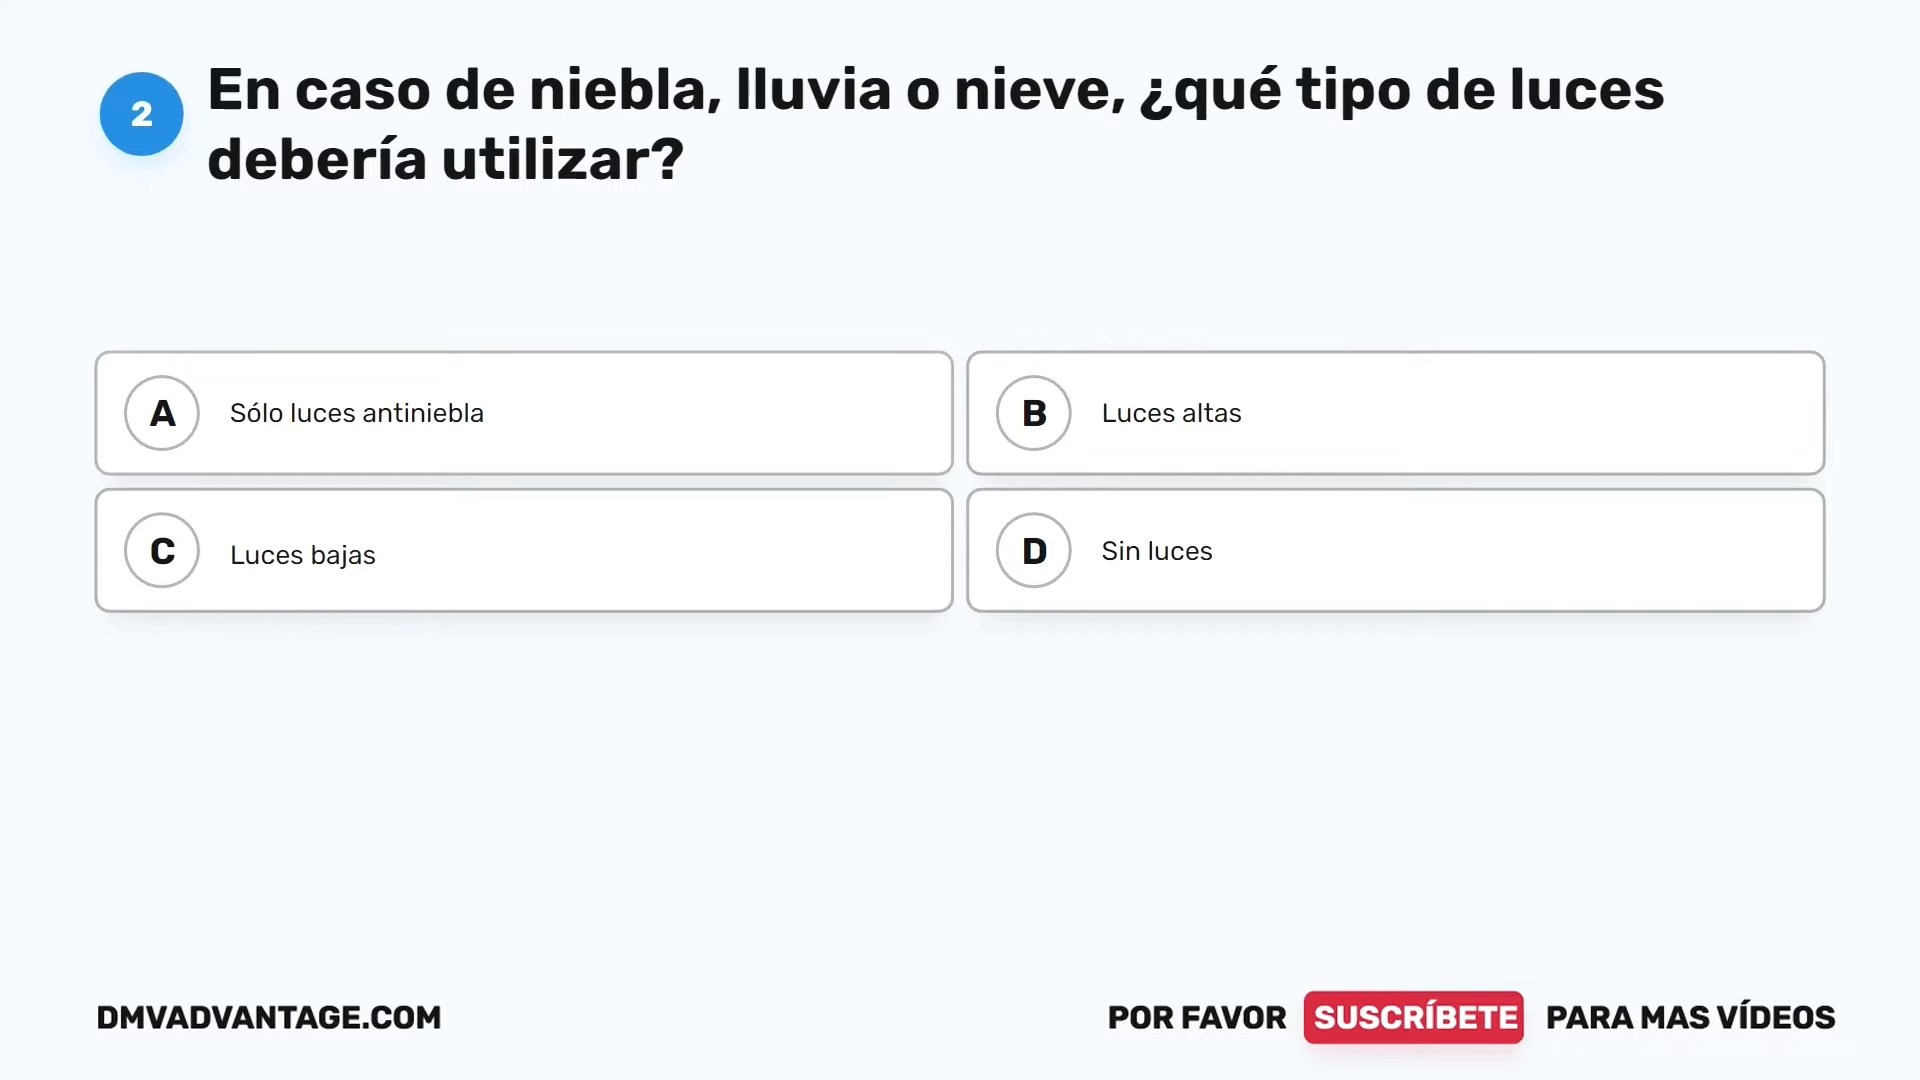 2
En caso de niebla, lluvia o nieve, ¿qué tipo de luces
debería utilizar?
A Sólo luces antiniebla
B Luces altas
C Luces bajas
D Sin luces
DMVADVANTAGE.COM
POR FAVOR SUSCRÍBETE PARA MAS VÍDEOS